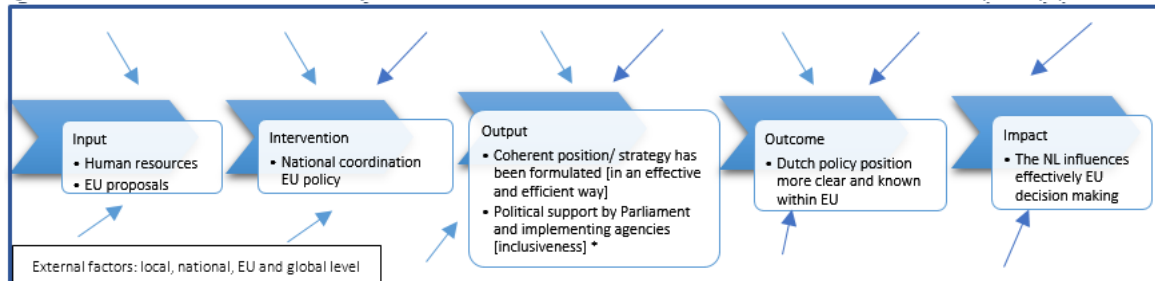 Input
• Human resources
• EU proposals
Intervention
• National coordination
EU policy
Output
• Coherent position/ strategy has
been formulated [in an effective
and efficient way]
• Political support by Parliament
and implementing agencies
[inclusiveness] *
Outcome
• Dutch policy position
more clear and known
within EU
Impact
• The NL influences
effectively EU
decision making
External factors: local, national, EU and global level